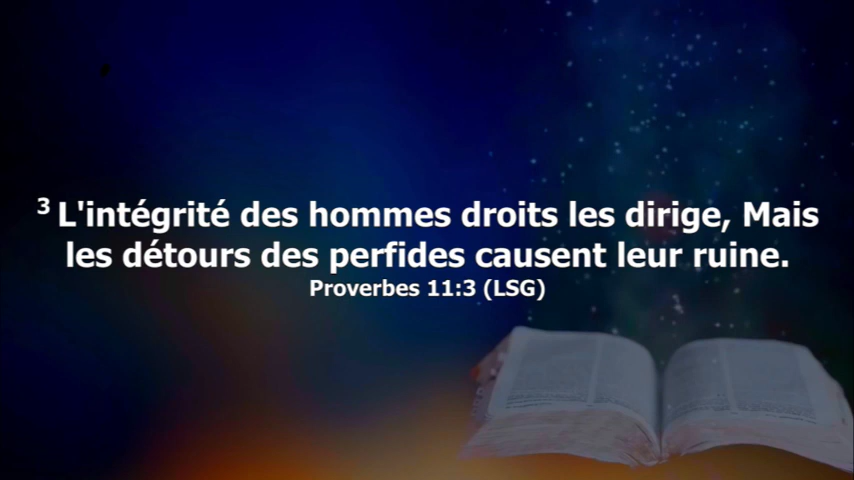 3 L'intégrité des hommes droits les dirige, Mais
les détours des perfides causent leur ruine.
Proverbes 11:3 (LSG)